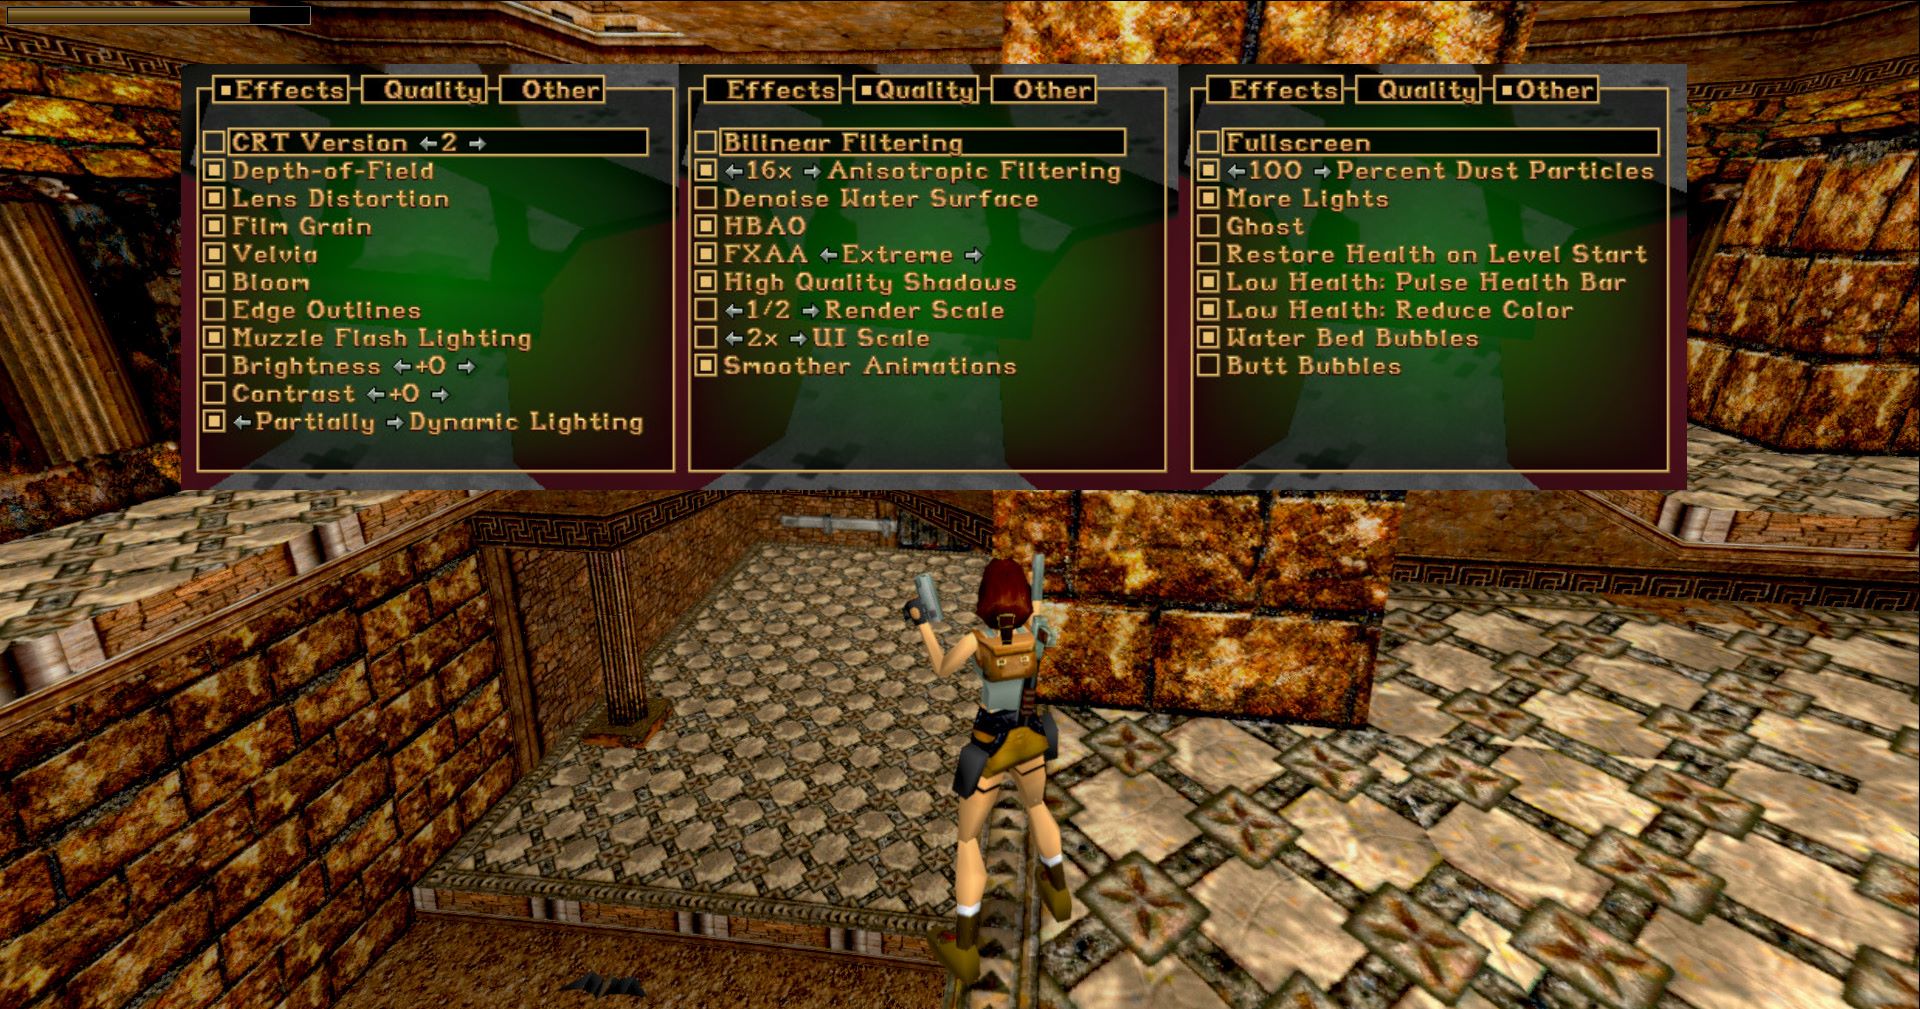 Effects Quality Other
CRT Version ←2 →
Depth-of-Field
Lens Distortion
Film Grain
Velvia
Bloom
Edge Outlines
Muzzle Flash Lighting
Brightness ←+0 →
Contrast ←+0 →
←Partially →Dynamic Lighting
Effects Quality Other
Bilinear Filtering
←16x →Anisotropic Filtering
Denoise Water Surface
HBAO
FXAA ←Extreme →
High Quality Shadows
←1/2 →Render Scale
←2x →UI Scale
Smoother Animations
Effects Quality Other
Fullscreen
←100 →Percent Dust Particles
More Lights
Ghost
Restore Health on Level Start
Low Health: Pulse Health Bar
Low Health: Reduce Color
Water Bed Bubbles
Butt Bubbles